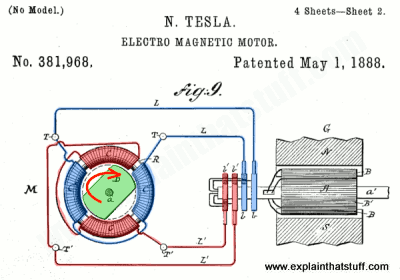 (No Model.)
4 Sheets—Sheet 2.
N. TESLA.
ELECTRO MAGNETIC MOTOR.
No. 381,968.
Patented May 1, 1888.
Fig. 9.
L
G
T
T
L
N
C
R
B
M
C
C
a
A
a'
C
B'
B
T'
T'
L'
L'
S
www.explainthatstuff.com